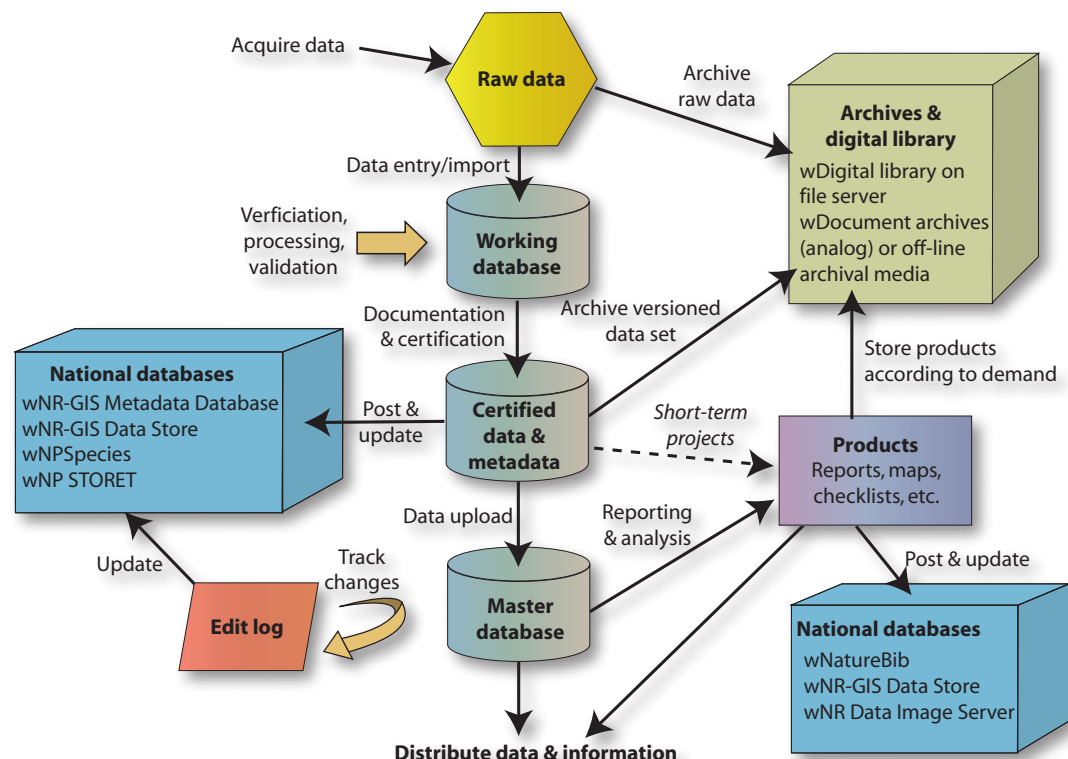 Acquire data
Raw data
Archive
raw data
Archives &
digital library
wDigital library on
file server
wDocument archives
(analog) or off-line
archival media
Data entry/import
Verficiation,
processing,
validation
Working
database
Documentation
& certification
Archive versioned
data set
Store products
according to demand
National databases
wNR-GIS Metadata Database
wNR-GIS Data Store
wNPSpecies
wNP STORET
Post &
update
Certified
data &
metadata
Short-term
projects
Products
Reports, maps,
checklists, etc.
Data upload
Reporting
& analysis
Post & update
Update
Track
changes
Edit log
Master
database
National databases
wNatureBib
wNR-GIS Data Store
wNR Data Image Server
Distribute data & information